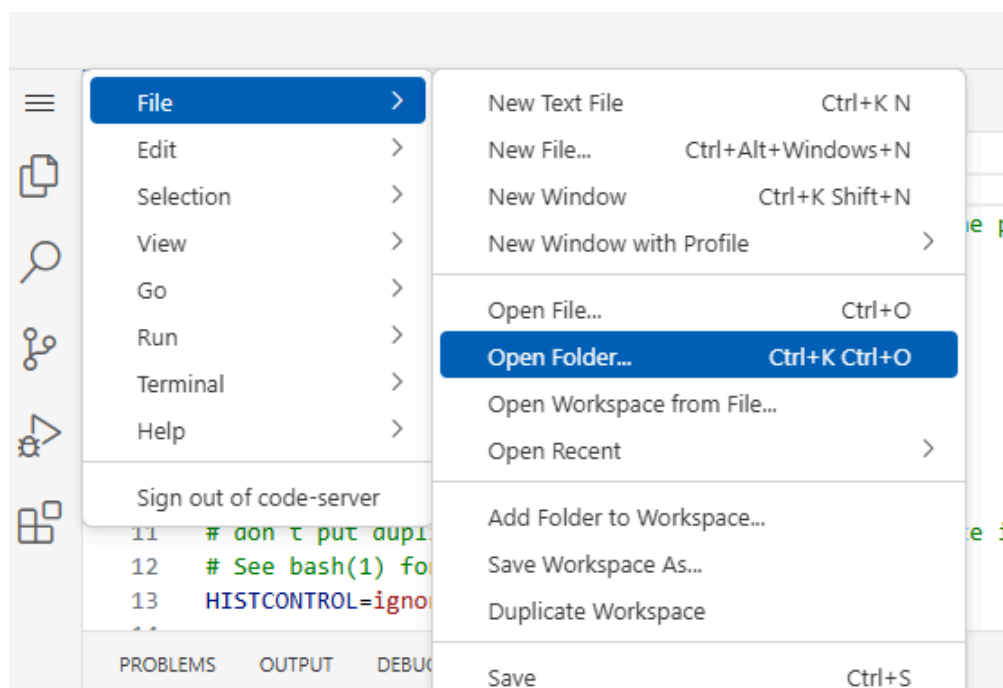 File
Edit
Selection
View
Go
Run
Terminal
Help
Sign out of code-server
New Text File Ctrl+K N
New File... Ctrl+Alt+Windows+N
New Window Ctrl+K Shift+N
New Window with Profile
Open File... Ctrl+O
Open Folder... Ctrl+K Ctrl+O
Open Workspace from File...
Open Recent
Add Folder to Workspace...
Save Workspace As...
Duplicate Workspace
Save Ctrl+S
11 # don't put dupl
12 # See bash(1) fo
13 HISTCONTROL=igno
PROBLEMS OUTPUT DEBU